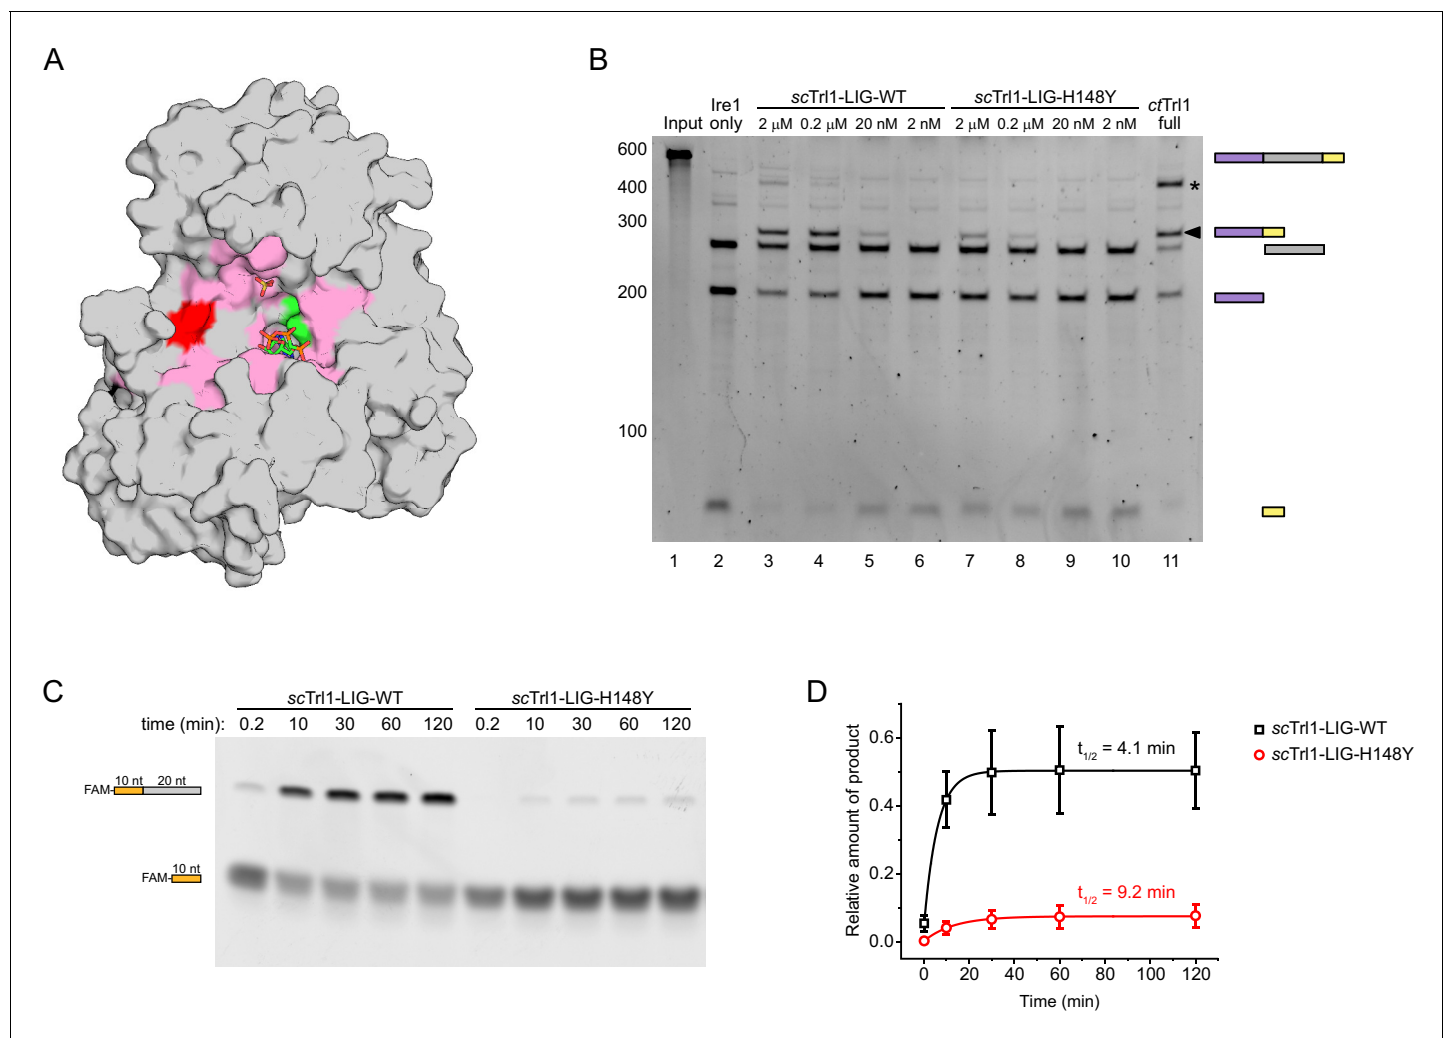 A
B
scTrl1-LIG-WT
scTrl1-LIG-H148Y
Input
Ire1 only
2 μM
0.2 μM
20 nM
2 nM
2 μM
0.2 μM
20 nM
2 nM
ctTrl1 full
600
400
300
200
100
*
1 2 3 4 5 6 7 8 9 10 11
C
scTrl1-LIG-WT
scTrl1-LIG-H148Y
time (min): 0.2 10 30 60 120 0.2 10 30 60 120
10 nt 20 nt
FAM-
10 nt
FAM-
D
Relative amount of product
0.6
0.4
0.2
0.0
t1/2 = 4.1 min
t1/2 = 9.2 min
scTrl1-LIG-WT
scTrl1-LIG-H148Y
0 20 40 60 80 100 120
Time (min)